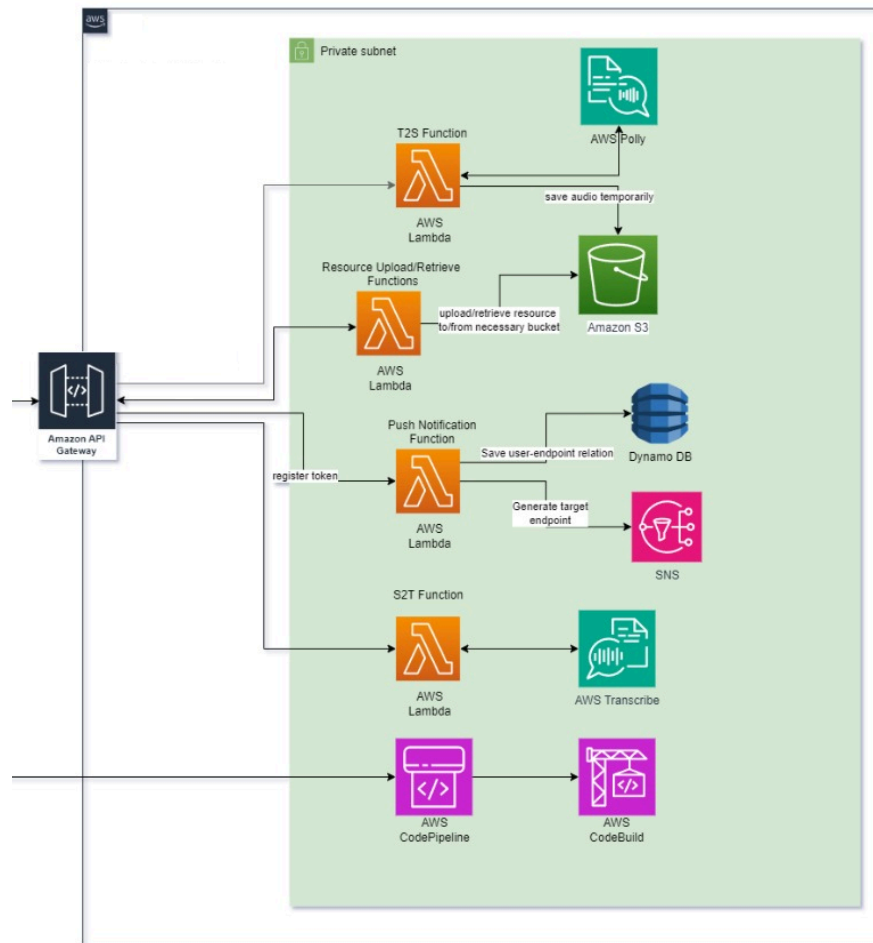 aws
Private subnet
AWS Polly
T2S Function
AWS
Lambda
save audio temporarily
Resource Upload/Retrieve
Functions
AWS
Lambda
upload/retrieve resource
to/from necessary bucket
Amazon S3
Amazon API
Gateway
Push Notification
Function
register token
AWS
Lambda
Save user-endpoint relation
Dynamo DB
Generate target
endpoint
SNS
S2T Function
AWS
Lambda
AWS Transcribe
AWS
CodePipeline
AWS
CodeBuild